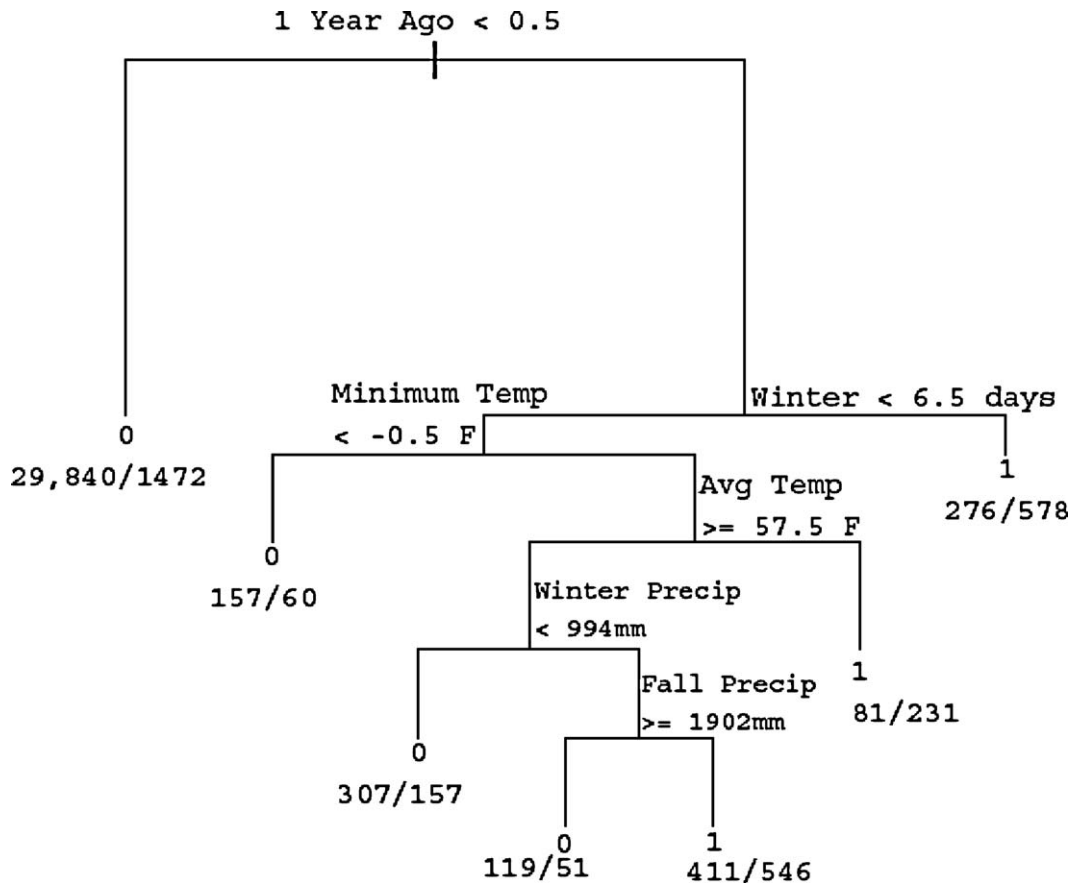 1 Year Ago < 0.5
Minimum Temp
< -0.5 F
Winter < 6.5 days
0
29,840/1472
1
276/578
Avg Temp
>= 57.5 F
0
157/60
Winter Precip
< 994mm
1
81/231
Fall Precip
>= 1902mm
0
307/157
0
119/51
1
411/546